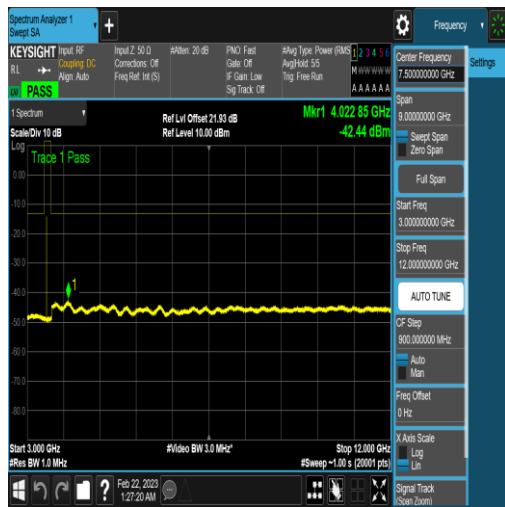 Spectrum Analyzer 1
Swept SA
Frequency
KEYSIGHT
RL
PASS
Input: RF
Coupling: DC
Align: Auto
Input Z: 50 Ω
Corrections: Off
Freq Ref: Int (S)
#Atten: 20 dB
PNO: Fast
Gate: Off
IF Gain: Low
Sig Track: Off
#Avg Type: Power (RMS
Avg|Hold: 5/5
Trig: Free Run
1 2 3 4 5 6
M w w w w w
A A A A A A
1 Spectrum
Scale/Div 10 dB
Ref Lvl Offset 21.93 dB
Ref Level 10.00 dBm
Mkr1 4.022 85 GHz
-42.44 dBm
Log
Trace 1 Pass
0.00
-10.0
-20.0
-30.0
-40.0
-50.0
-60.0
-70.0
-80.0
1
Start 3.000 GHz
#Res BW 1.0 MHz
#Video BW 3.0 MHz*
Stop 12.000 GHz
#Sweep ~1.00 s (20001 pts)
Center Frequency
7.500000000 GHz
Settings
Span
9.00000000 GHz
Swept Span
Zero Span
Full Span
Start Freq
3.000000000 GHz
Stop Freq
12.000000000 GHz
AUTO TUNE
CF Step
900.000000 MHz
Auto
Man
Freq Offset
0 Hz
X Axis Scale
Log
Lin
Signal Track
(Span Zoom)
?
Feb 22, 2023
1:27:20 AM